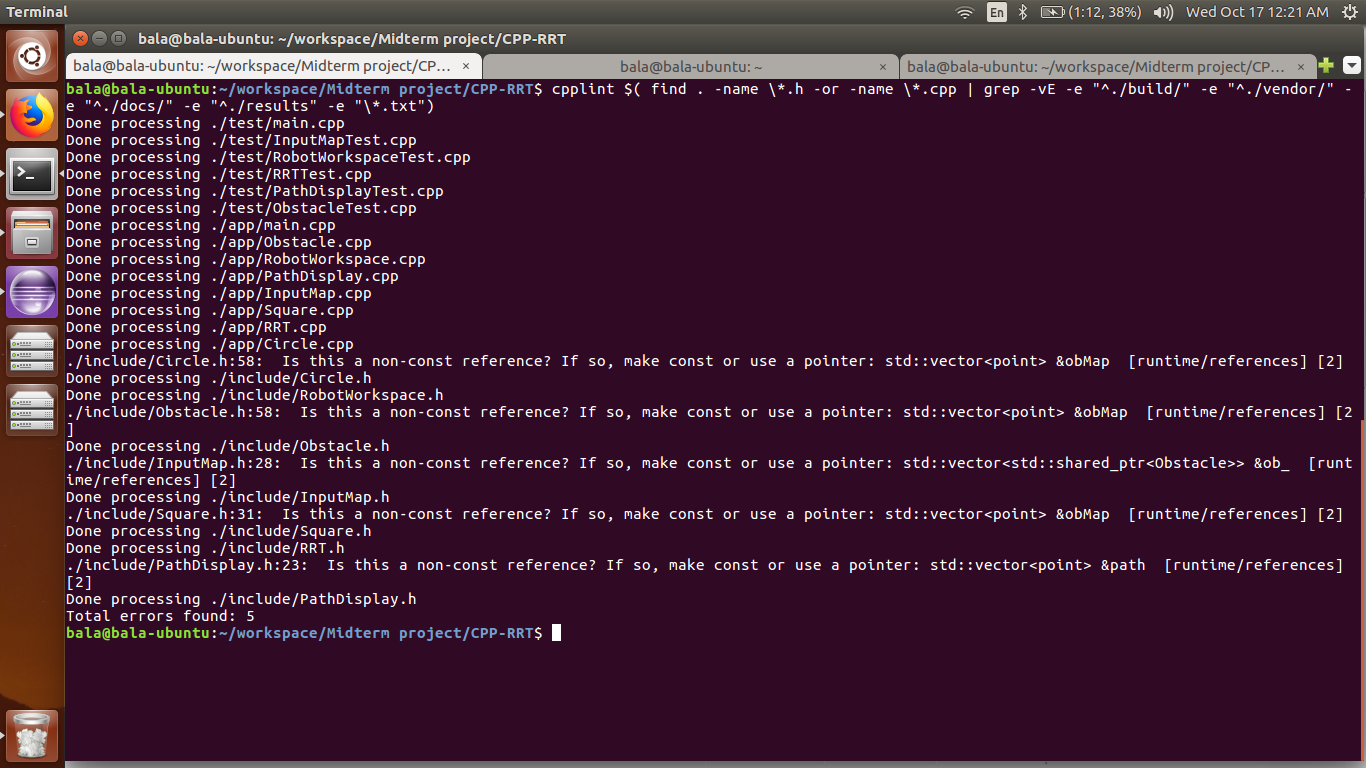 Terminal
En
(1:12, 38%)
Wed Oct 17 12:21 AM
bala@bala-ubuntu: ~/workspace/Midterm project/CPP-RRT
bala@bala-ubuntu: ~/workspace/Midterm project/CP... ×
bala@bala-ubuntu: ~ ×
bala@bala-ubuntu: ~/workspace/Midterm project/CP... ×
bala@bala-ubuntu:~/workspace/Midterm project/CPP-RRT$ cpplint $( find . -name \*.h -or -name \*.cpp | grep -vE -e "^./build/" -e "^./vendor/" -
e "^./docs/" -e "^./results" -e "\*.txt")
Done processing ./test/main.cpp
Done processing ./test/InputMapTest.cpp
Done processing ./test/RobotWorkspaceTest.cpp
Done processing ./test/RRTTest.cpp
Done processing ./test/PathDisplayTest.cpp
Done processing ./test/ObstacleTest.cpp
Done processing ./app/main.cpp
Done processing ./app/Obstacle.cpp
Done processing ./app/RobotWorkspace.cpp
Done processing ./app/PathDisplay.cpp
Done processing ./app/InputMap.cpp
Done processing ./app/Square.cpp
Done processing ./app/RRT.cpp
Done processing ./app/Circle.cpp
./include/Circle.h:58:  Is this a non-const reference? If so, make const or use a pointer: std::vector<point> &obMap  [runtime/references] [2]
Done processing ./include/Circle.h
Done processing ./include/RobotWorkspace.h
./include/Obstacle.h:58:  Is this a non-const reference? If so, make const or use a pointer: std::vector<point> &obMap  [runtime/references] [2
]
Done processing ./include/Obstacle.h
./include/InputMap.h:28:  Is this a non-const reference? If so, make const or use a pointer: std::vector<std::shared_ptr<Obstacle>> &ob_  [runt
ime/references] [2]
Done processing ./include/InputMap.h
./include/Square.h:31:  Is this a non-const reference? If so, make const or use a pointer: std::vector<point> &obMap  [runtime/references] [2]
Done processing ./include/Square.h
Done processing ./include/RRT.h
./include/PathDisplay.h:23:  Is this a non-const reference? If so, make const or use a pointer: std::vector<point> &path  [runtime/references]
[2]
Done processing ./include/PathDisplay.h
Total errors found: 5
bala@bala-ubuntu:~/workspace/Midterm project/CPP-RRT$